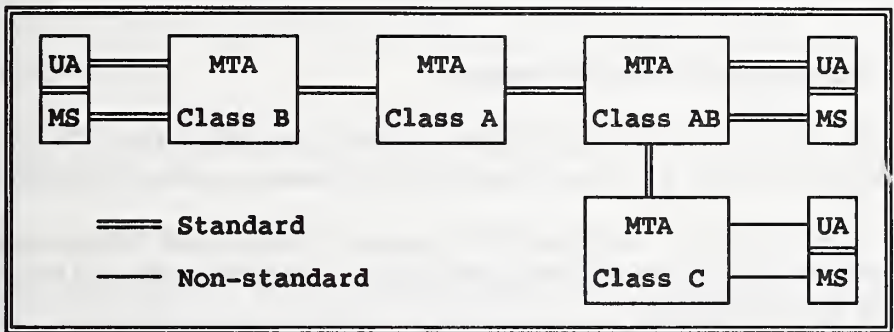 UA MTA MTA MTA UA
MS Class B Class A Class AB MS
Standard MTA UA
Non-standard Class C MS